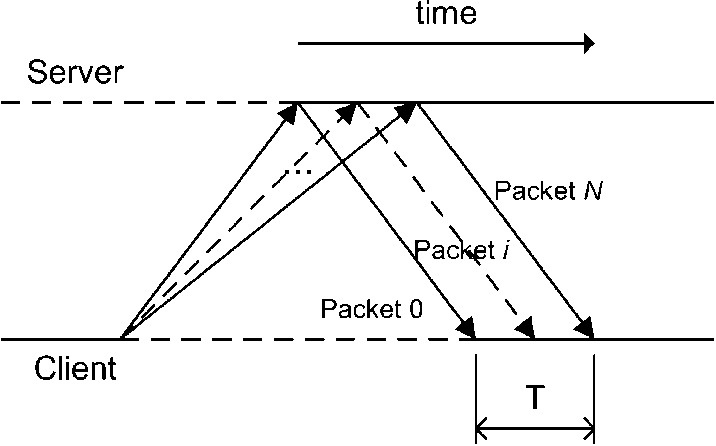 time
Server
...
Packet N
Packet i
Packet 0
Client
T